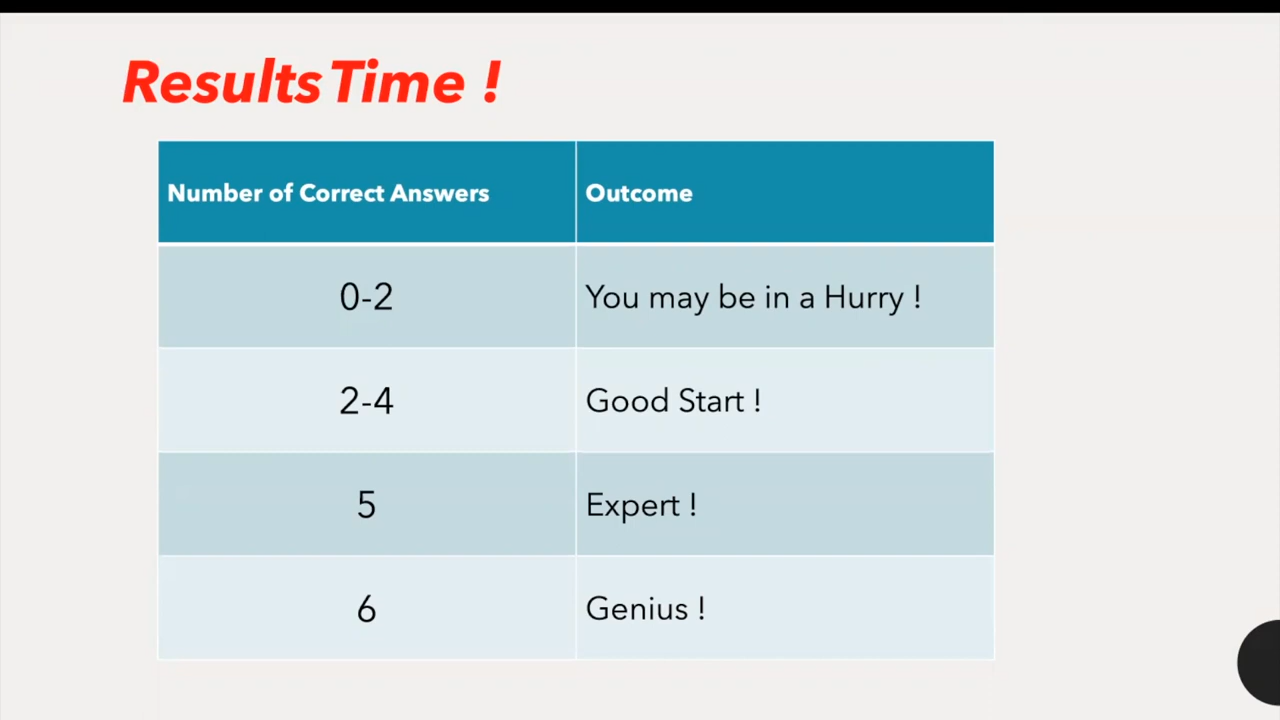 Results Time !
Number of Correct Answers
Outcome
0-2
You may be in a Hurry !
2-4
Good Start !
5
Expert !
6
Genius !